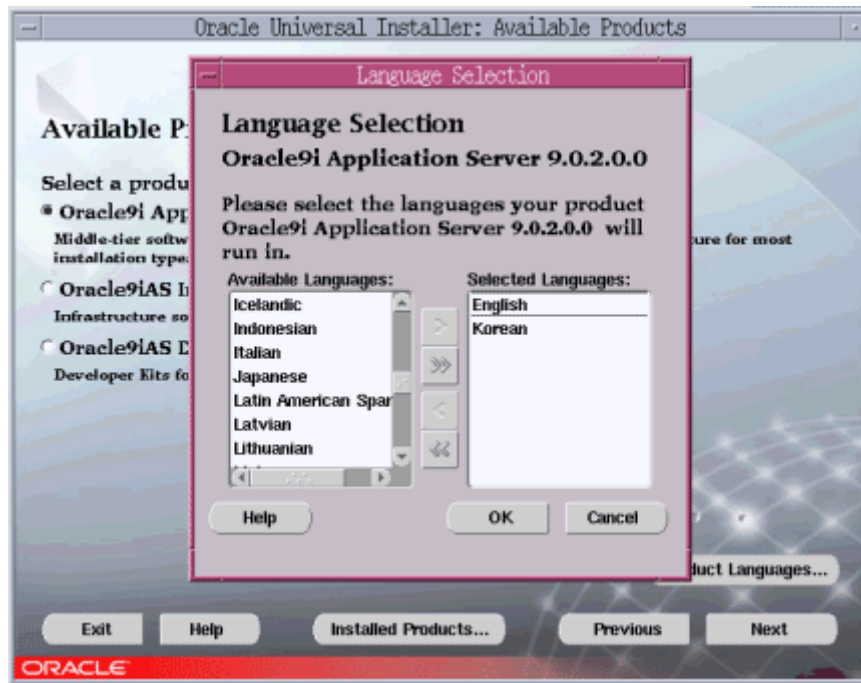 Oracle Universal Installer: Available Products
Language Selection
Available P
Language Selection
Oracle9i Application Server 9.0.2.0.0
Select a produ
Oracle9i App
Middle-tier softw
installation type
ure for most
Oracle9iAS I
Infrastructure so
Oracle9iAS D
Developer Kits fo
Please select the languages your product
Oracle9i Application Server 9.0.2.0.0 will
run in.
Available Languages:
Icelandic
Indonesian
Italian
Japanese
Latin American Spar
Latvian
Lithuanian
Selected Languages:
English
Korean
>
>>
<
<<
Help
OK
Cancel
duct Languages...
Exit
Help
Installed Products...
Previous
Next
ORACLE